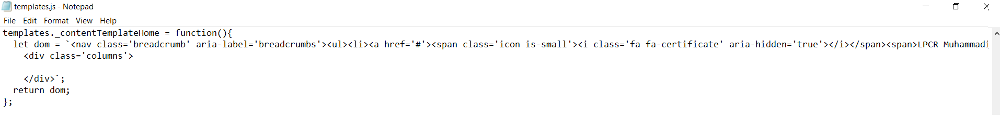 templates.js - Notepad
File Edit Format View Help
templates._contentTemplateHome = function(){
  let dom = `<nav class='breadcrumb' aria-label='breadcrumbs'><ul><li><a href='#'><span class='icon is-small'><i class='fa fa-certificate' aria-hidden='true'></i></span><span>LPCR Muhammadi
    <div class='columns'>
    </div>`;
  return dom;
};